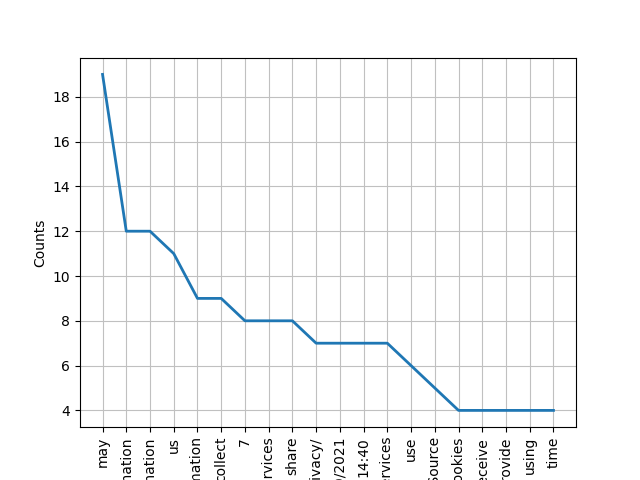 18
16
14
12
10
8
6
4
Counts
may
mation
mation
us
mation
collect
7
rvices
share
ivacy/
/2021
14:40
ervices
use
Source
ookies
eceive
rovide
using
time